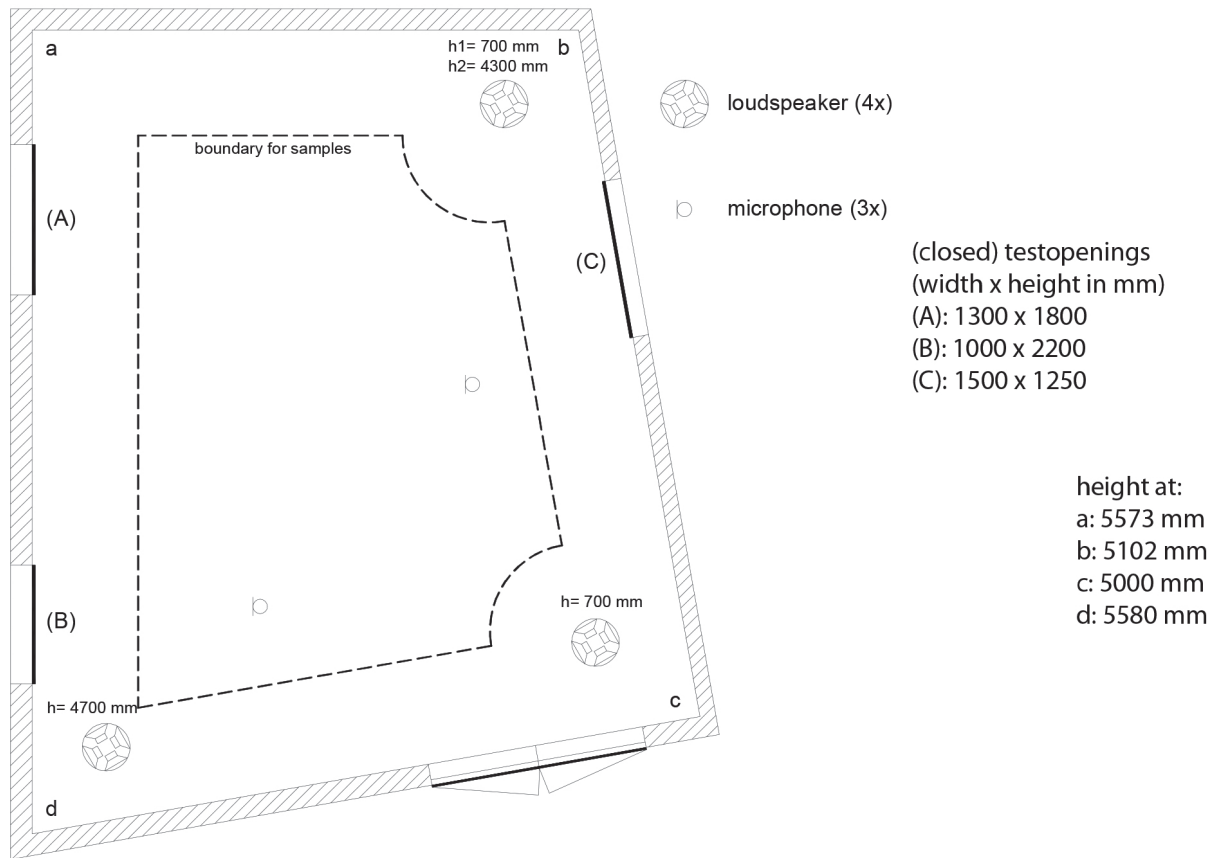 a
h1= 700 mm
h2= 4300 mm
b
loudspeaker (4x)
boundary for samples
microphone (3x)
(A)
(C)
(closed) testopenings
(width x height in mm)
(A): 1300 x 1800
(B): 1000 x 2200
(C): 1500 x 1250
height at:
a: 5573 mm
b: 5102 mm
c: 5000 mm
d: 5580 mm
h= 700 mm
(B)
c
h= 4700 mm
d